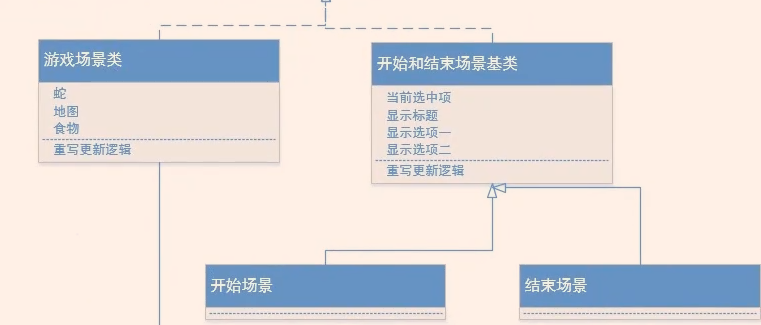 游戏场景类
蛇
地图
食物
重写更新逻辑
开始和结束场景基类
当前选中项
显示标题
显示选项一
显示选项二
重写更新逻辑
开始场景
结束场景